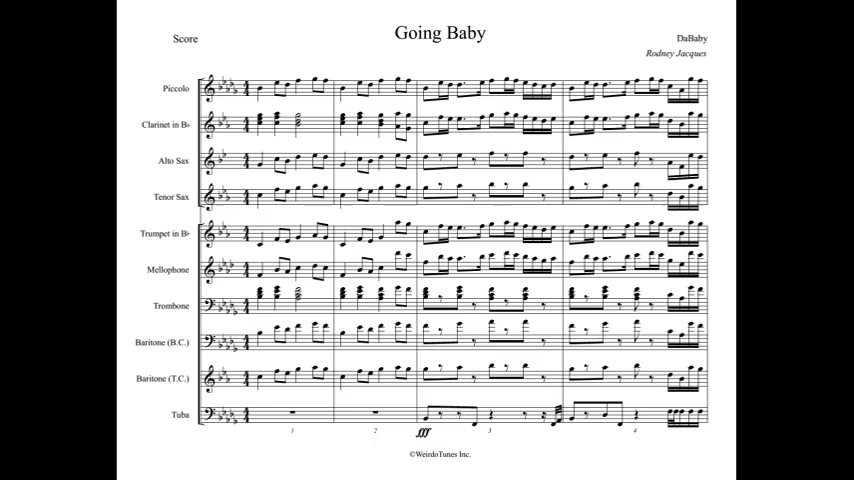 Going Baby
Score
DaBaby
Rodney Jacques
Piccolo
Clarinet in B♭
Alto Sax
Tenor Sax
Trumpet in B♭
Mellophone
Trombone
Baritone (B.C.)
Baritone (T.C.)
Tuba
1 2 fff 3 4
©WeirdoTunes Inc.